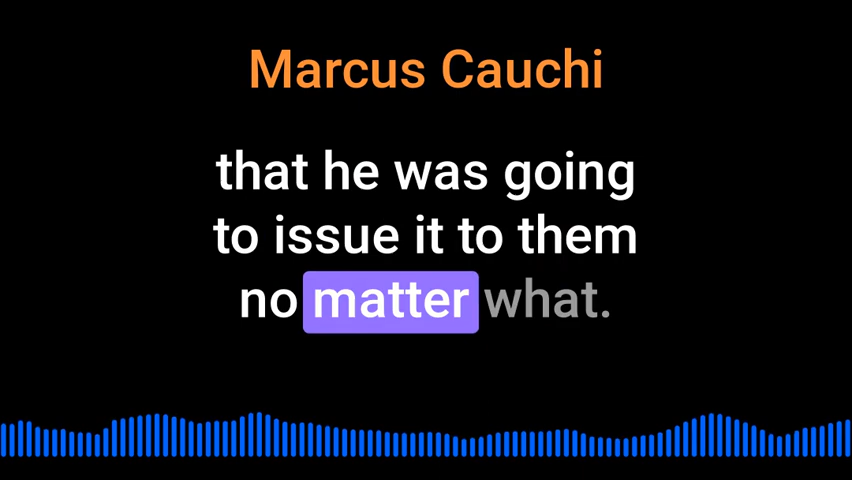 Marcus Cauchi
that he was going
to issue it to them
no matter what.